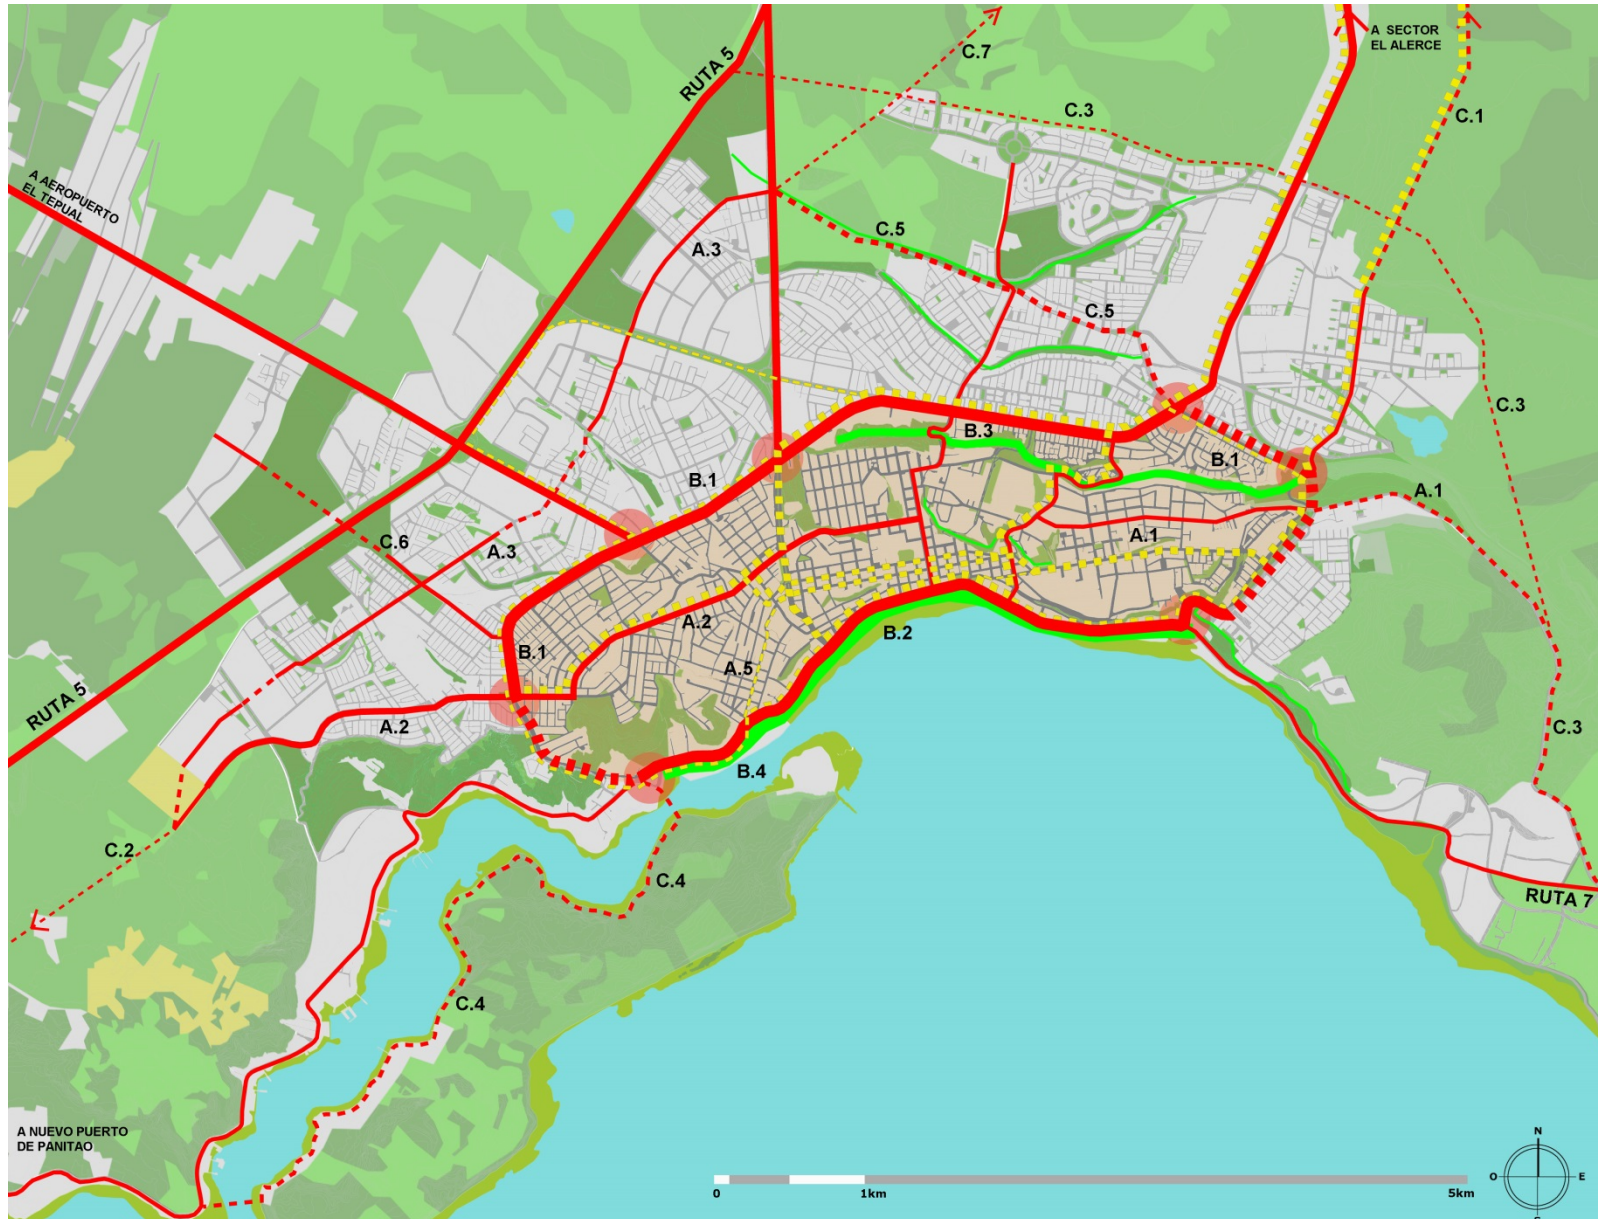 A SECTOR
EL ALERCE
C.7
RUTA 5
C.3
C.1
A AEROPUERTO
EL TEPUAL
C.5
A.3
C.5
C.3
B.3
B.1
B.1
A.1
C.6
A.3
A.1
A.2
B.2
B.1
A.5
RUTA 5
A.2
C.3
B.4
C.2
C.4
RUTA 7
C.4
A NUEVO PUERTO
DE PANITAO
N
O
E
S
0
1km
5km